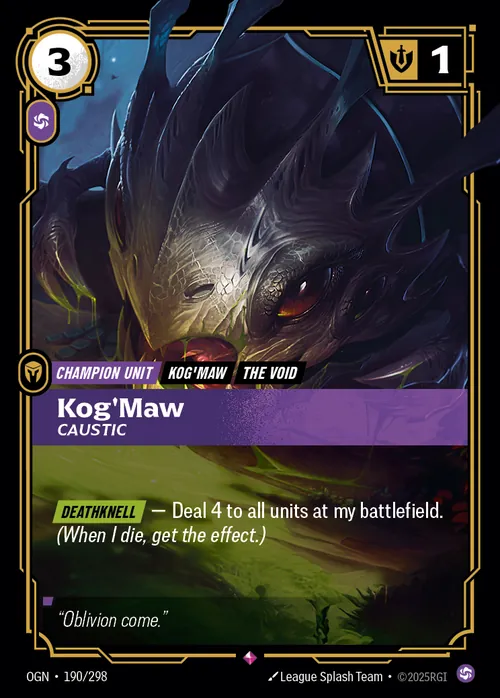 3
1
CHAMPION UNIT KOG'MAW THE VOID
Kog'Maw
CAUSTIC
DEATHKNELL — Deal 4 to all units at my battlefield.
(When I die, get the effect.)
“Oblivion come.”
OGN • 190/298 League Splash Team • ©2025RGI